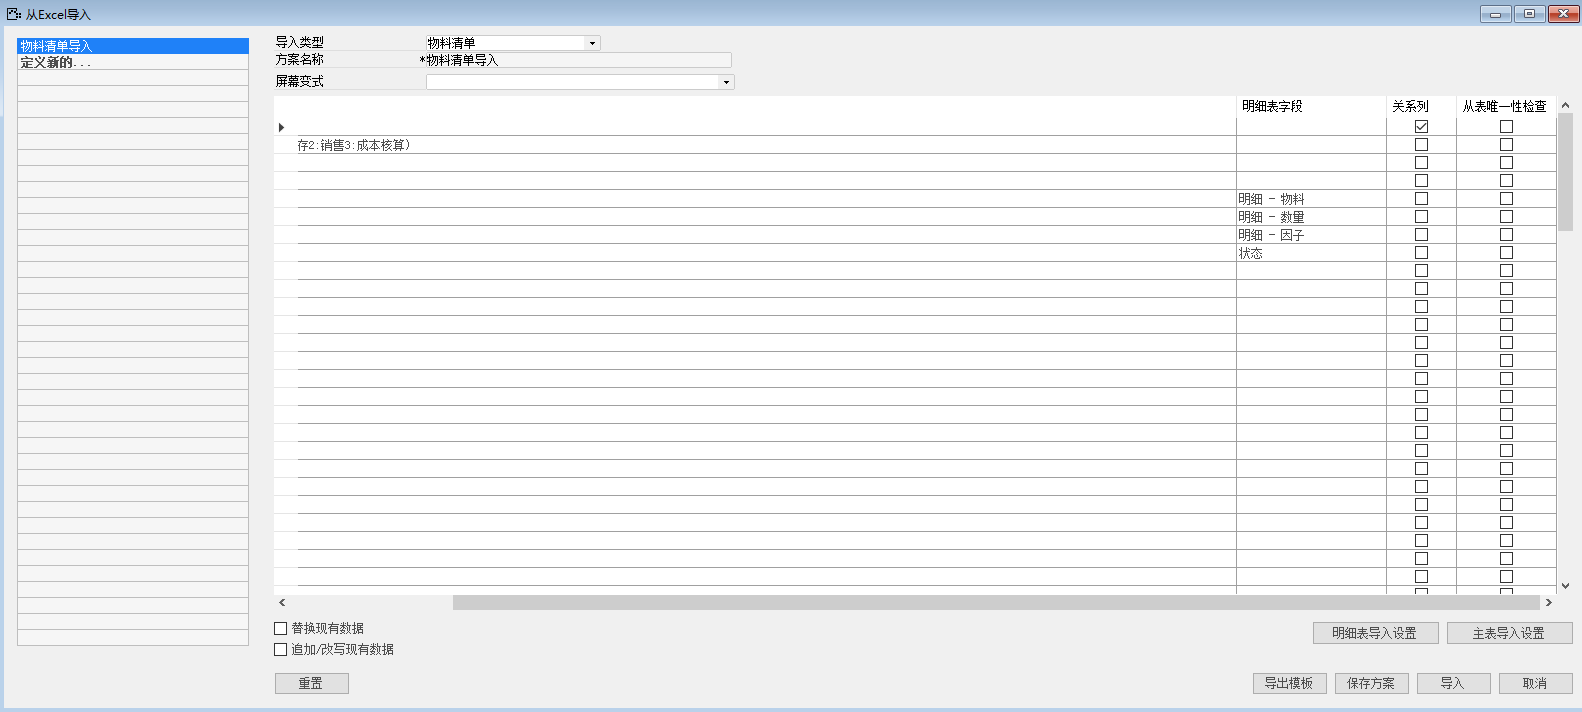 从Excel导入
物料清单导入
定义新的...
导入类型 物料清单
方案名称 *物料清单导入
屏幕变式
明细表字段 关系列 从表唯一性检查
存2:销售3:成本核算)
明细 - 物料
明细 - 数量
明细 - 因子
状态
替换现有数据
追加/改写现有数据
明细表导入设置 主表导入设置
重置 导出模板 保存方案 导入 取消